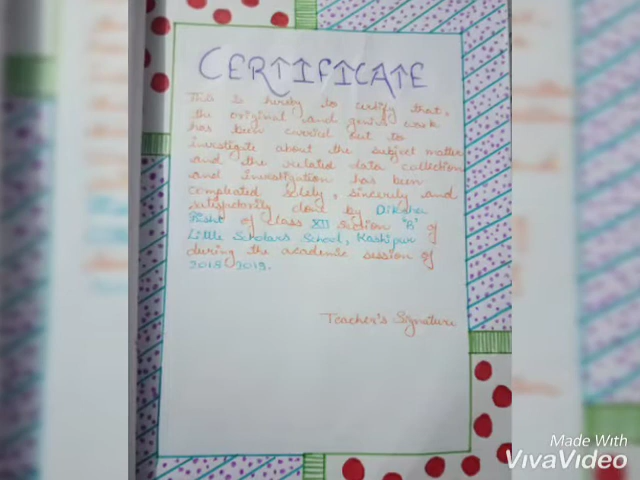 CERTIFICATE
This is hereby to certify that,
the original and genius work
has been carried out to
investigate about the subject matter
and the related data collection
and investigation has been
completed solely, sincerely and
satisfactorily done by Diksha
Bisht of class XII section "B" of
Little Scholars School, Kashipur
during the academic session of
2018-2019.
Teacher's Signature
Made With
VivaVideo